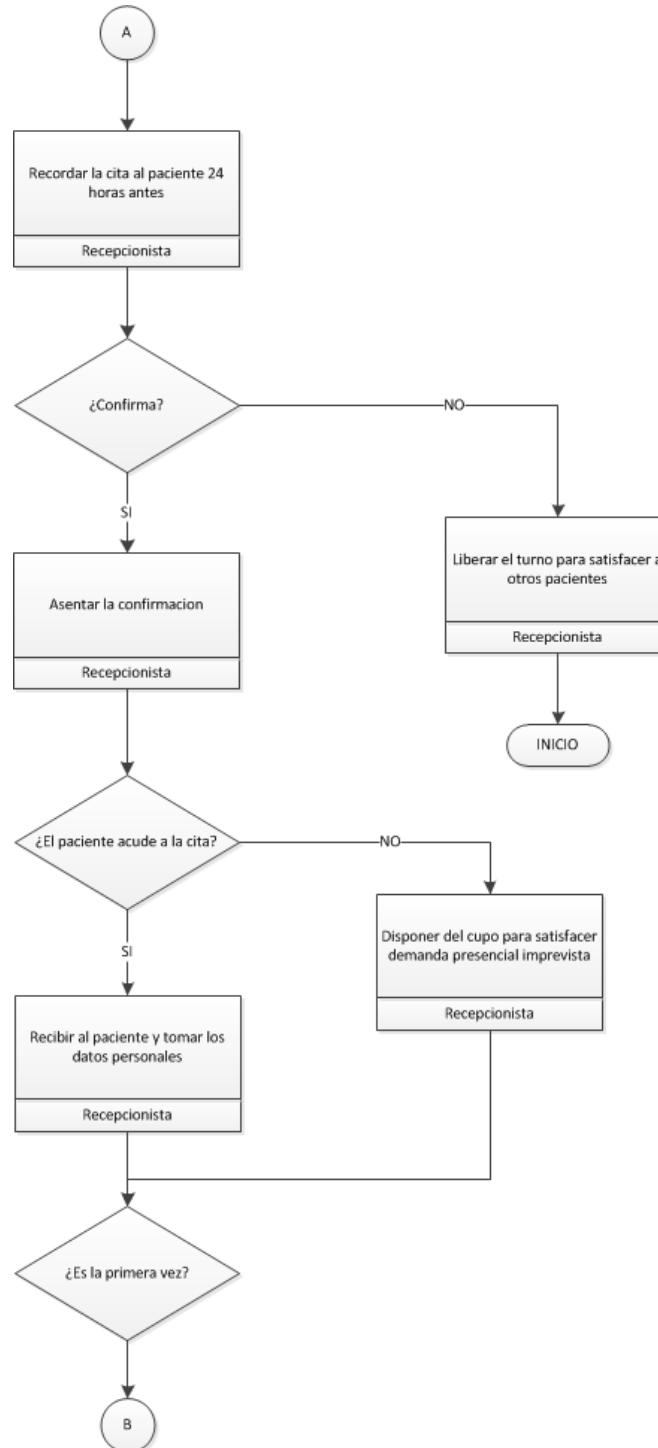 A
Recordar la cita al paciente 24
horas antes
Recepcionista
¿Confirma?
NO
SI
Liberar el turno para satisfacer a
otros pacientes
Recepcionista
Asentar la confirmacion
Recepcionista
INICIO
¿El paciente acude a la cita?
NO
SI
Disponer del cupo para satisfacer
demanda presencial imprevista
Recepcionista
Recibir al paciente y tomar los
datos personales
Recepcionista
¿Es la primera vez?
B